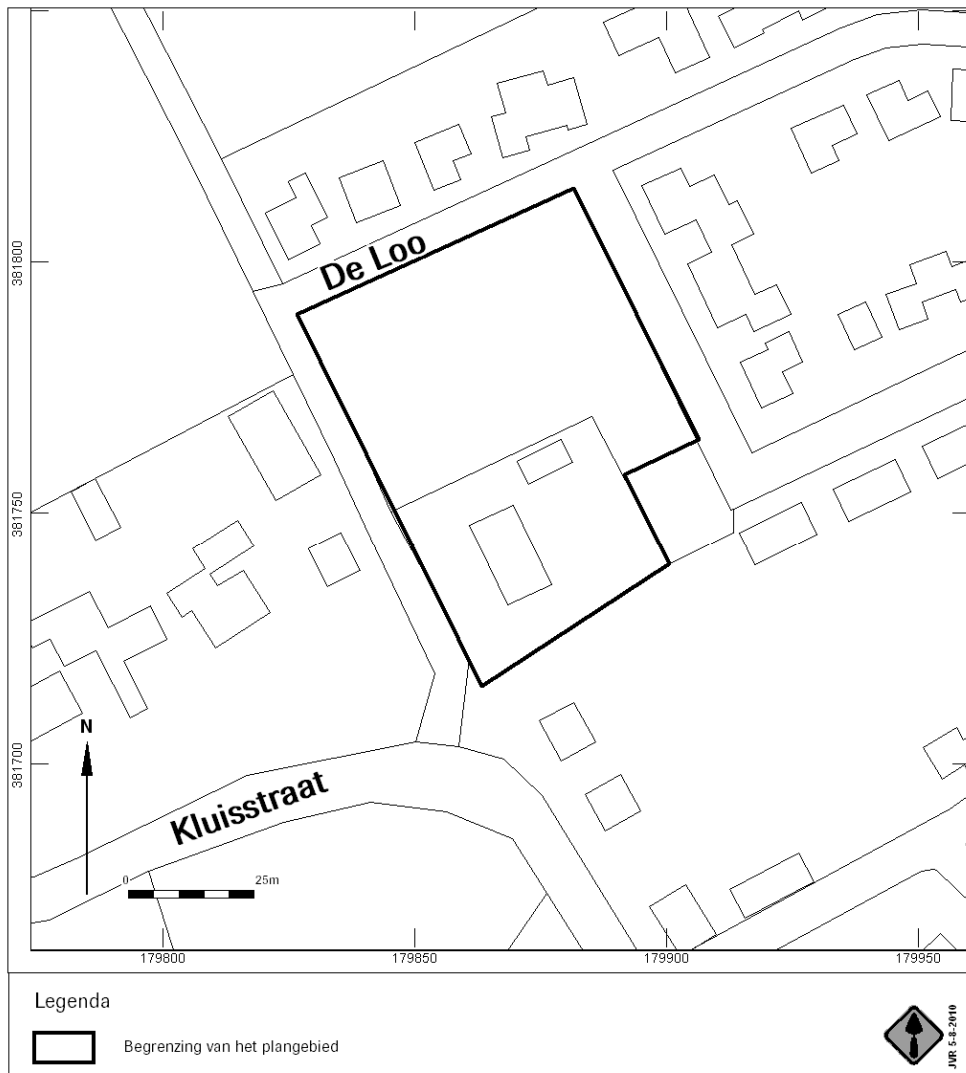 De Loo
381800
381750
381700
N
Kluisstraat
0 25m
179800 179850 179900 179950
Legenda
Begrenzing van het plangebied
JVR 5-8-2010